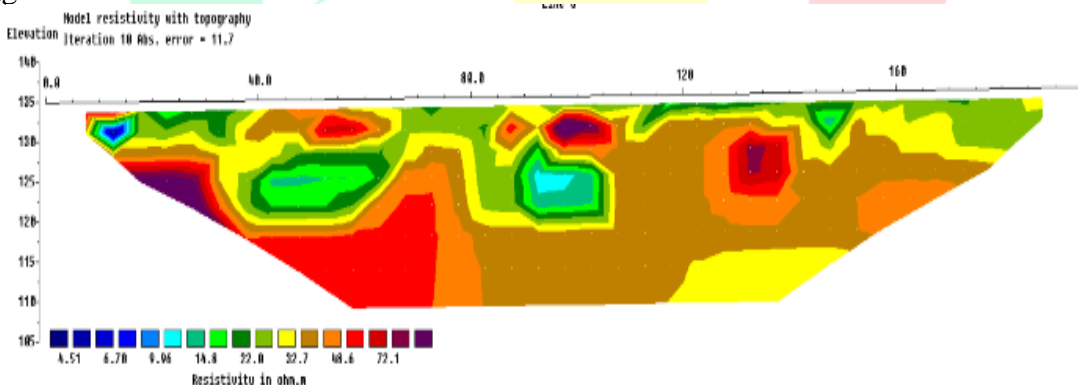 Model resistivity with topography
Elevation Iteration 10 Abs. error = 11.7
140
0.0 40.0 80.0 120 160
135
130
125
120
115
110
105
4.51 6.70 9.96 14.8 22.0 32.7 48.6 72.1
Resistivity in ohm.m